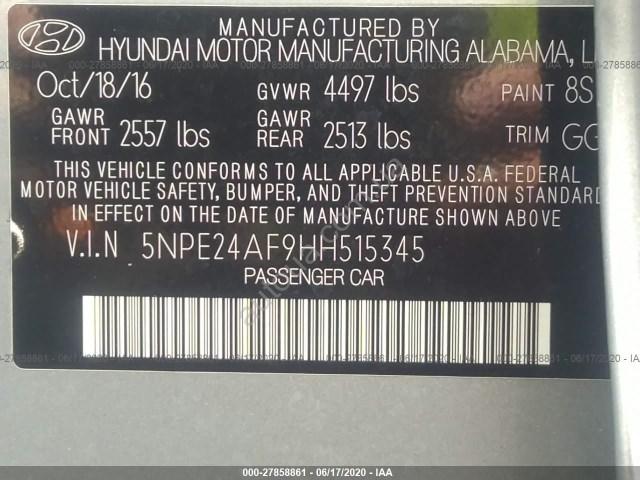 MANUFACTURED BY
HYUNDAI MOTOR MANUFACTURING ALABAMA, L
Oct/18/16 GVWR 4497 lbs PAINT 8S
GAWR FRONT 2557 lbs GAWR REAR 2513 lbs TRIM GG
THIS VEHICLE CONFORMS TO ALL APPLICABLE U.S.A. FEDERAL
MOTOR VEHICLE SAFETY, BUMPER, AND THEFT PREVENTION STANDARD
IN EFFECT ON THE DATE OF MANUFACTURE SHOWN ABOVE.
V.I.N 5NPE24AF9HH515345
PASSENGER CAR
000-27858861 - 06/17/2020 - IAA